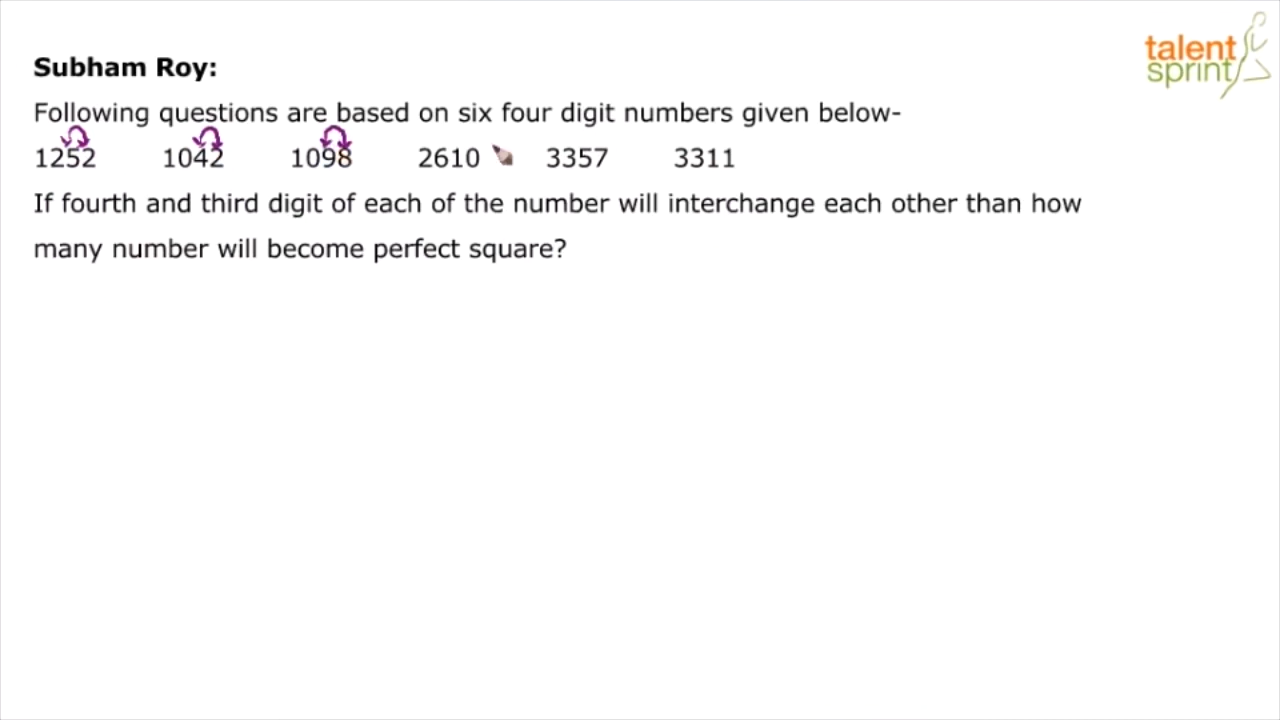 talent
sprint
Subham Roy:
Following questions are based on six four digit numbers given below-
1252 1042 1098 2610 3357 3311
If fourth and third digit of each of the number will interchange each other than how
many number will become perfect square?